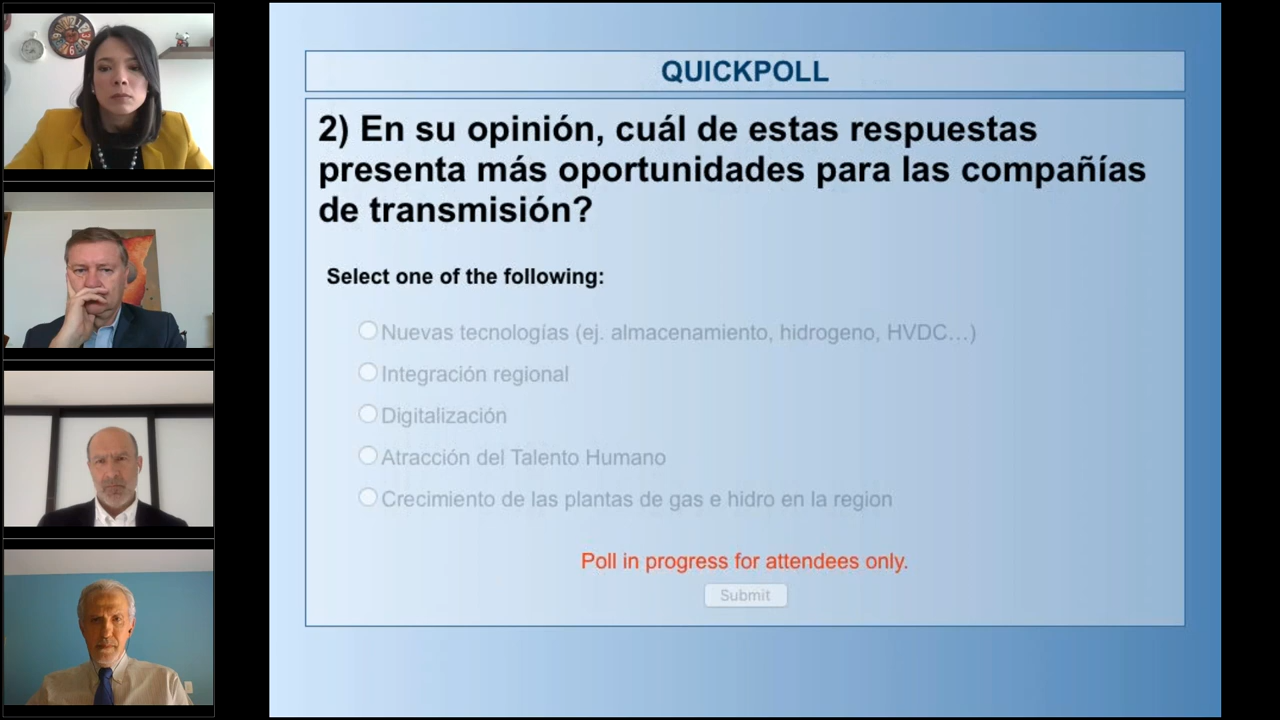 QUICKPOLL
2) En su opinión, cuál de estas respuestas
presenta más oportunidades para las compañías
de transmisión?
Select one of the following:
Nuevas tecnologías (ej. almacenamiento, hidrogeno, HVDC...)
Integración regional
Digitalización
Atracción del Talento Humano
Crecimiento de las plantas de gas e hidro en la region
Poll in progress for attendees only.
Submit